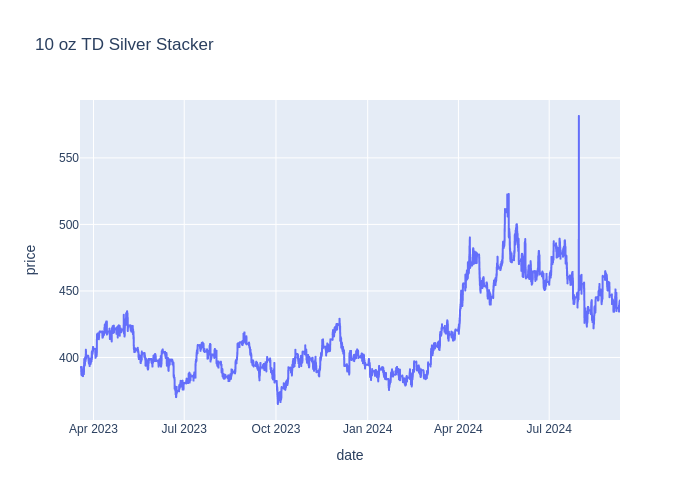 10 oz TD Silver Stacker
550
500
450
400
price
Apr 2023
Jul 2023
Oct 2023
Jan 2024
Apr 2024
Jul 2024
date